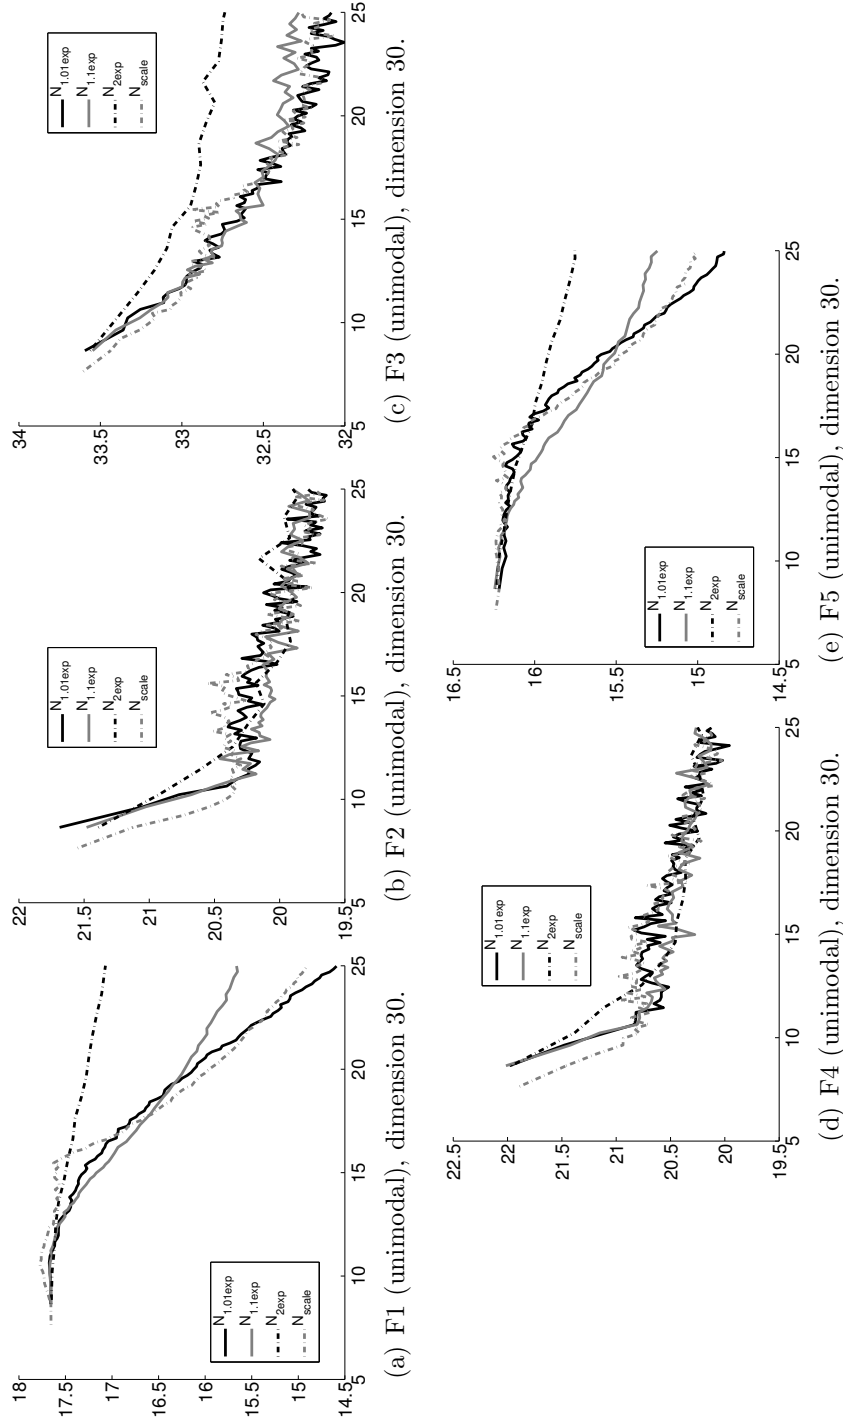 18
17.5
17
16.5
16
15.5
15
14.5
5
10
15
20
25
N1.01exp
N1.1exp
N2exp
Nscale
(a) F1 (unimodal), dimension 30.
22
21.5
21
20.5
20
19.5
5
10
15
20
25
N1.01exp
N1.1exp
N2exp
Nscale
(b) F2 (unimodal), dimension 30.
34
33.5
33
32.5
32
5
10
15
20
25
N1.01exp
N1.1exp
N2exp
Nscale
(c) F3 (unimodal), dimension 30.
22.5
22
21.5
21
20.5
20
19.5
5
10
15
20
25
N1.01exp
N1.1exp
N2exp
Nscale
(d) F4 (unimodal), dimension 30.
16.5
16
15.5
15
14.5
5
10
15
20
25
N1.01exp
N1.1exp
N2exp
Nscale
(e) F5 (unimodal), dimension 30.